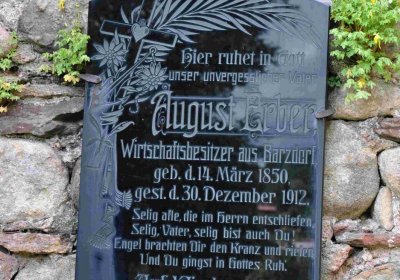 Hier ruhet in Gott
unser unvergesslicher Vater
August Erber,
Wirtschaftsbesitzer aus Barzdorf,
geb. d. 14. März 1850,
gest. d. 30. Dezember 1912.
Selig alle, die im Herrn entschliefen,
Selig, Vater, selig bist auch Du!
Engel brachten Dir den Kranz und riefen,
Und Du gingst in Gottes Ruh'.